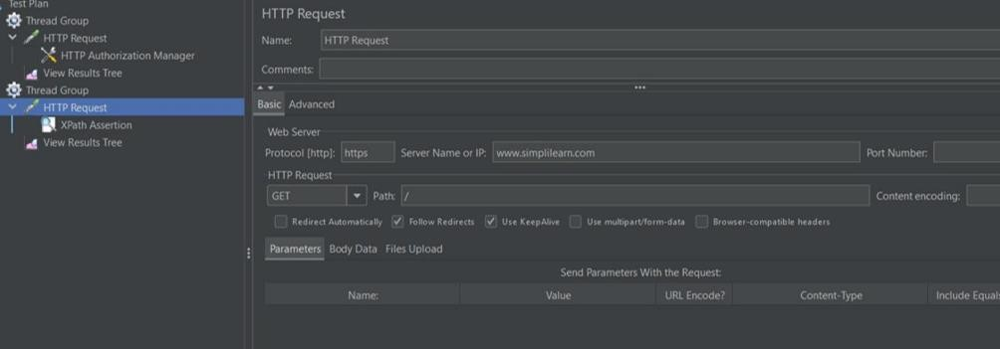 Test Plan
Thread Group
HTTP Request
HTTP Authorization Manager
View Results Tree
Thread Group
HTTP Request
XPath Assertion
View Results Tree
HTTP Request
Name: HTTP Request
Comments:
Basic Advanced
Web Server
Protocol [http]: https Server Name or IP: www.simplilearn.com Port Number:
HTTP Request
GET Path: / Content encoding:
Redirect Automatically Follow Redirects Use KeepAlive Use multipart/form-data Browser-compatible headers
Parameters Body Data Files Upload
Send Parameters With the Request:
Name: Value URL Encode? Content-Type Include Equals